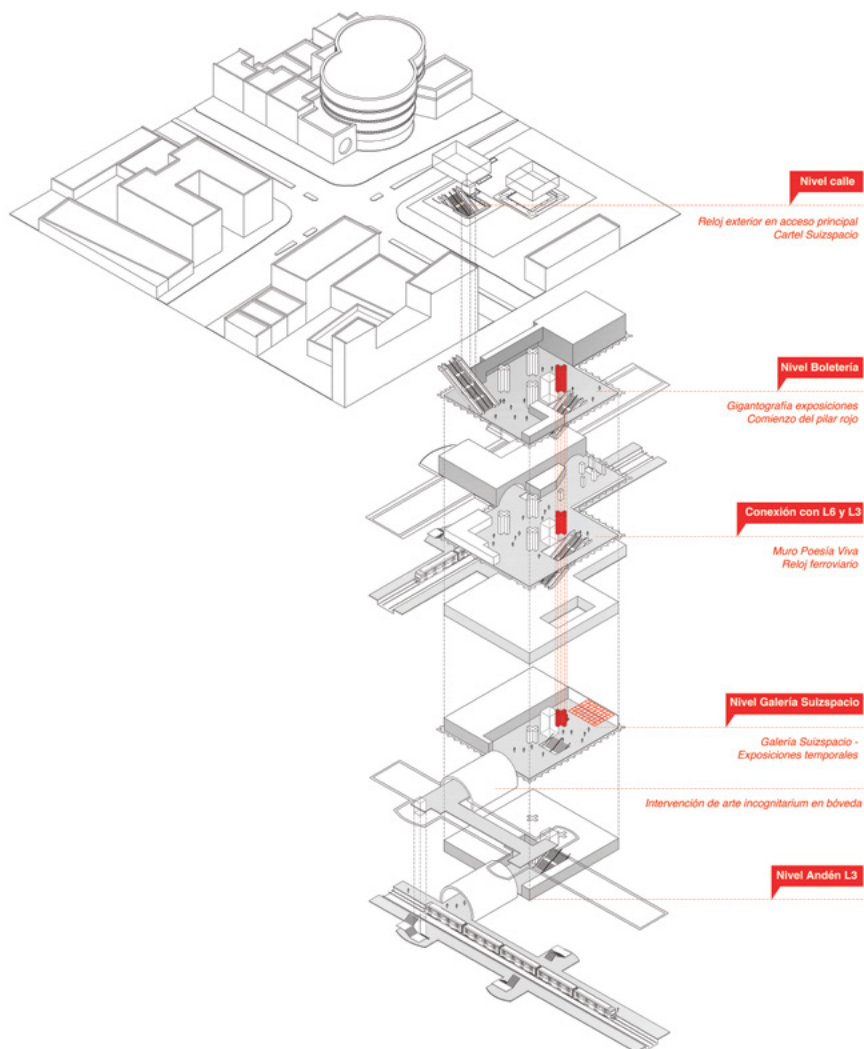 Nivel calle
Reloj exterior en acceso principal
Cartel Suizspacio
Nivel Boletería
Gigantografía exposiciones
Comienzo del pilar rojo
Conexión con L6 y L3
Muro Poesía Viva
Reloj ferroviario
Nivel Galería Suizspacio
Galería Suizspacio -
Exposiciones temporales
Intervención de arte incognitarium en bóveda
Nivel Andén L3